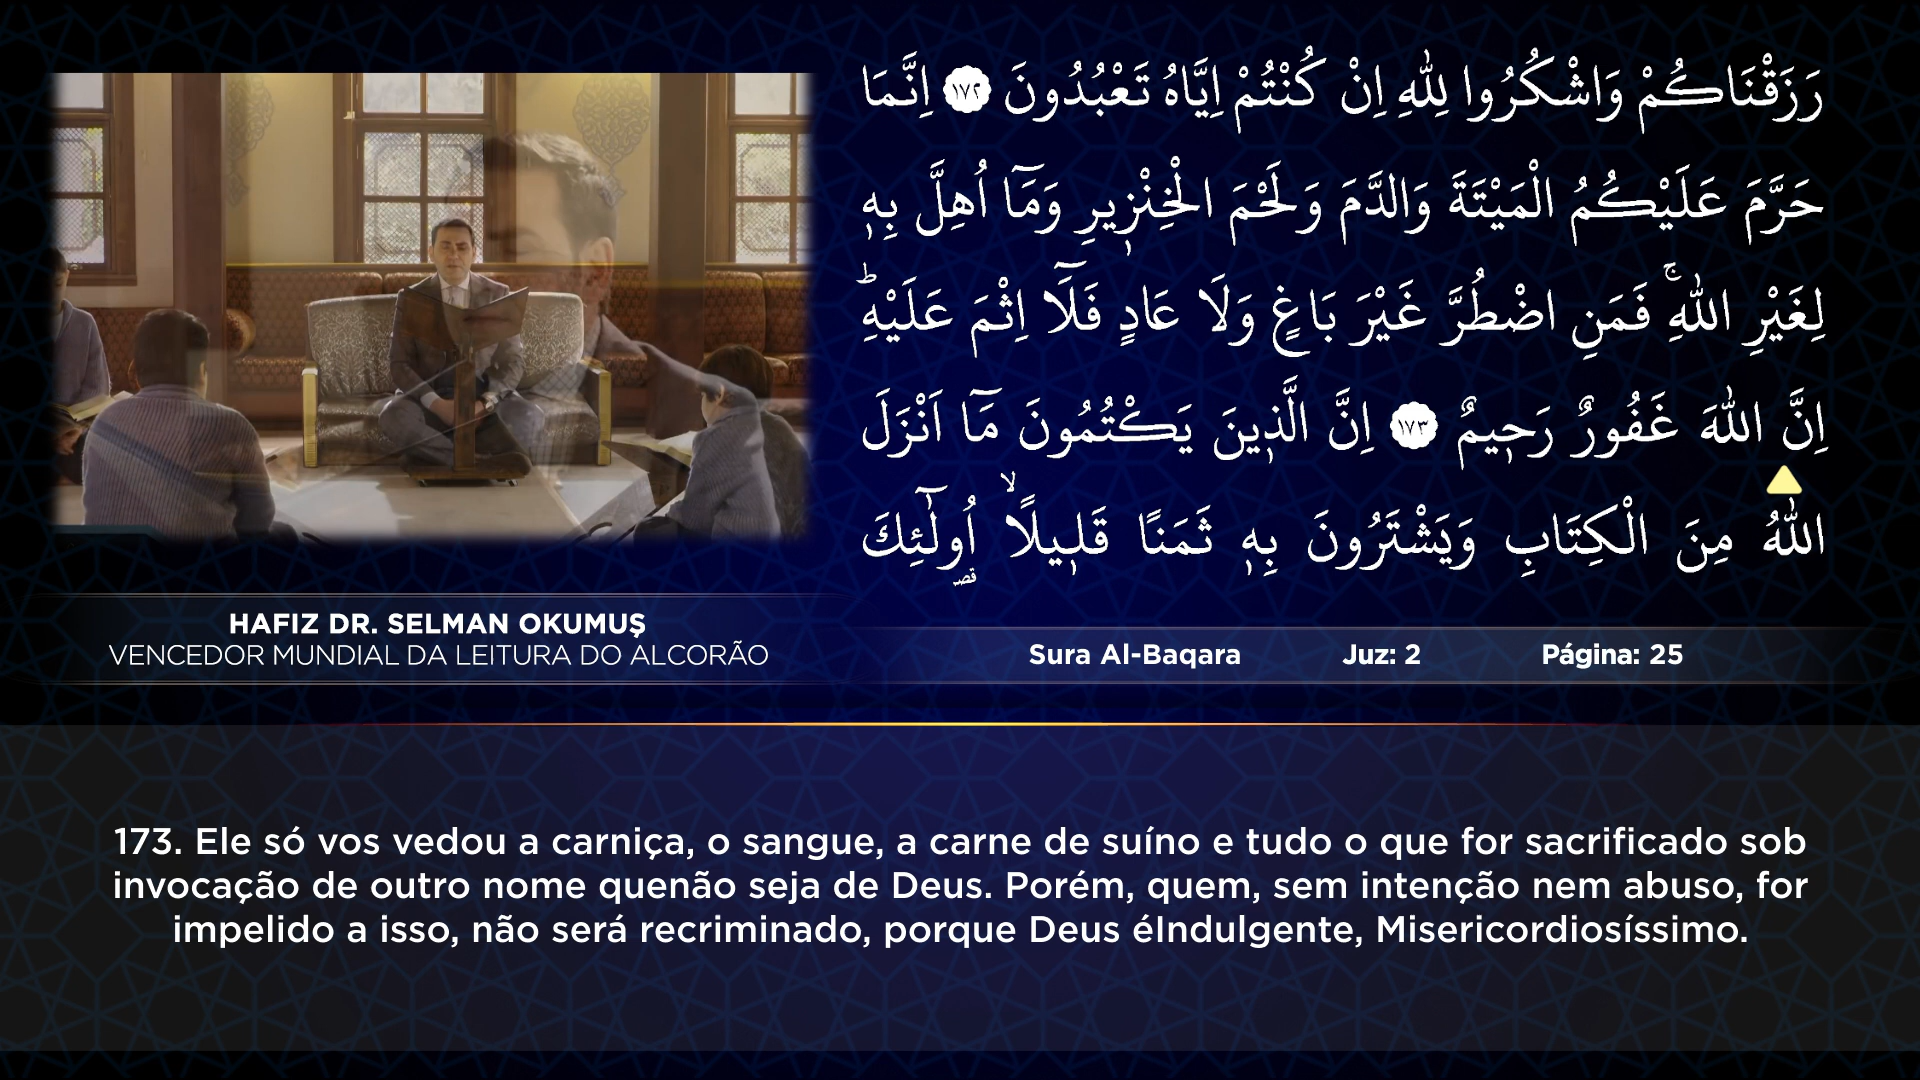 رَزَقْنَاكُمْ وَاشْكُرُوا لِلّٰهِ اِنْ كُنْتُمْ اِيَّاهُ تَعْبُدُونَ ﴿١٧٢﴾ اِنَّمَا
حَرَّمَ عَلَيْكُمُ الْمَيْتَةَ وَالدَّمَ وَلَحْمَ الْخِنْزٖيرِ وَمَٓا اُهِلَّ بِهٖ
لِغَيْرِ اللّٰهِۚ فَمَنِ اضْطُرَّ غَيْرَ بَاغٍ وَلَا عَادٍ فَلَٓا اِثْمَ عَلَيْهِؕ
اِنَّ اللّٰهَ غَفُورٌ رَحٖيمٌ ﴿١٧٣﴾ اِنَّ الَّذٖينَ يَكْتُمُونَ مَٓا اَنْزَلَ
اللّٰهُ مِنَ الْكِتَابِ وَيَشْتَرُونَ بِهٖ ثَمَنًا قَلٖيلًاۙ اُو۬لٰٓئِكَ
HAFIZ DR. SELMAN OKUMUŞ
VENCEDOR MUNDIAL DA LEITURA DO ALCORÃO
Sura Al-Baqara Juz: 2 Página: 25
173. Ele só vos vedou a carniça, o sangue, a carne de suíno e tudo o que for sacrificado sob
invocação de outro nome quenão seja de Deus. Porém, quem, sem intenção nem abuso, for
impelido a isso, não será recriminado, porque Deus éIndulgente, Misericordiosíssimo.